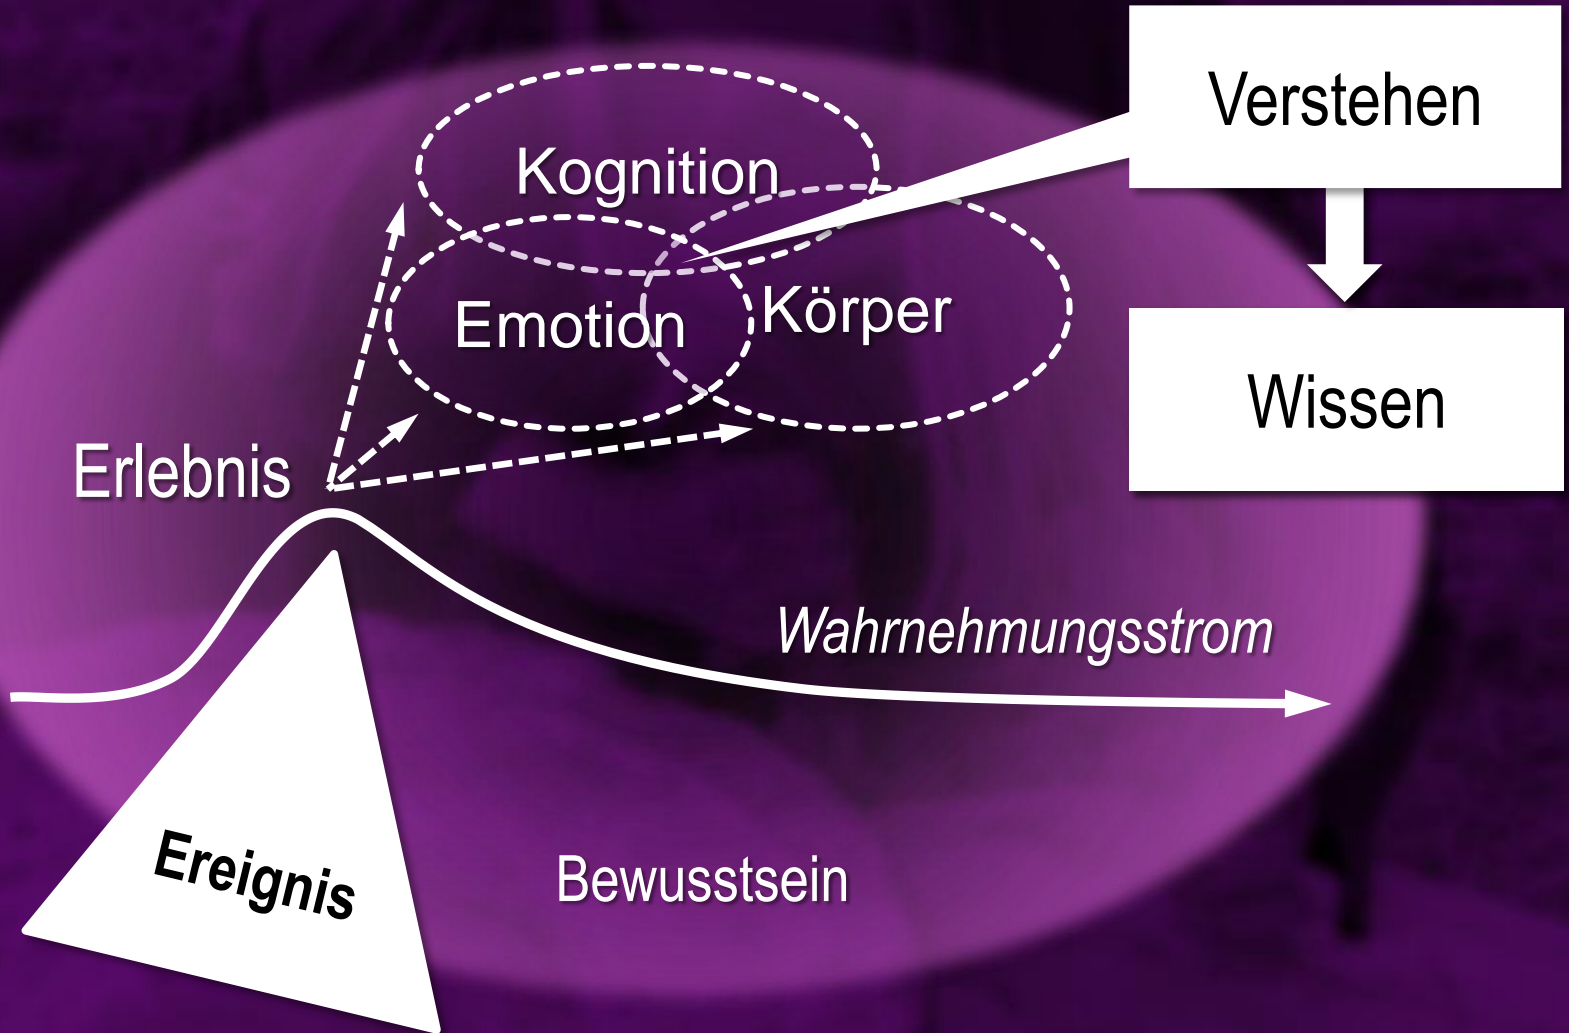 Verstehen
Kognition
Emotion
Körper
Wissen
Erlebnis
Wahrnehmungsstrom
Ereignis
Bewusstsein